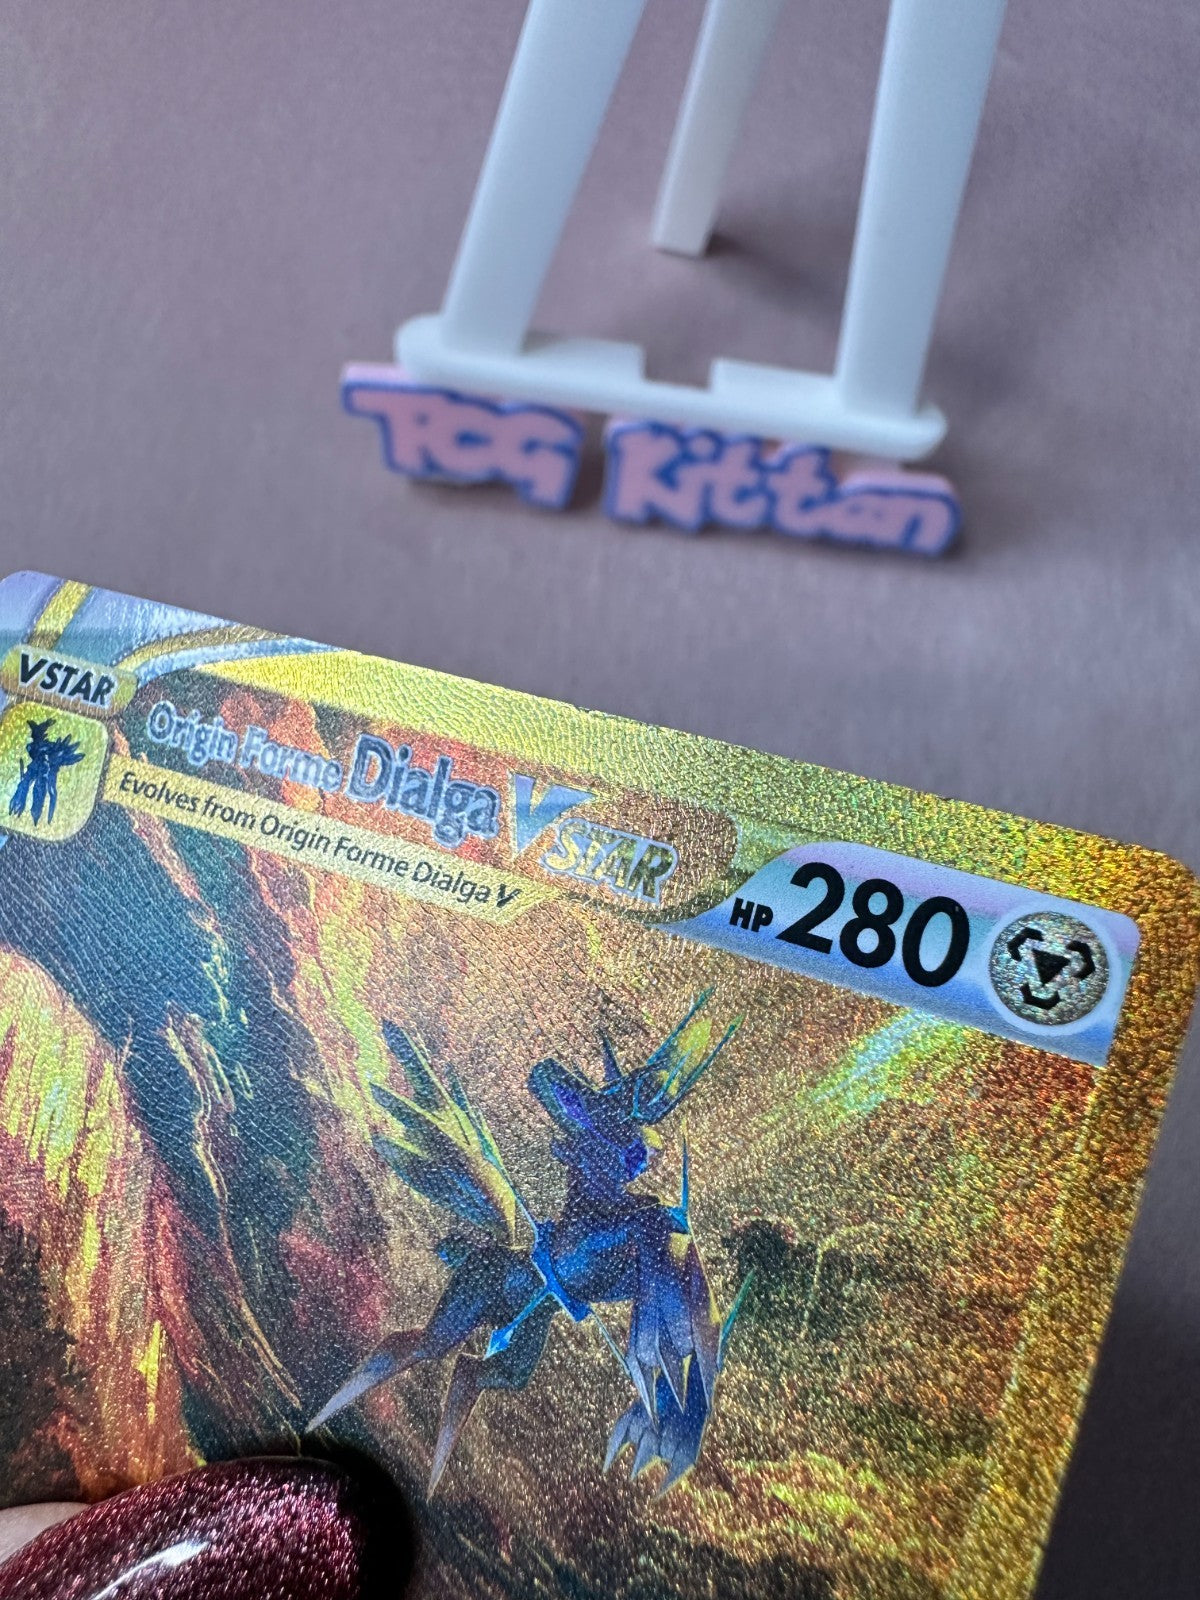 TCG Kitten
VSTAR
Origin Forme Dialga VSTAR
Evolves from Origin Forme Dialga V
HP 280